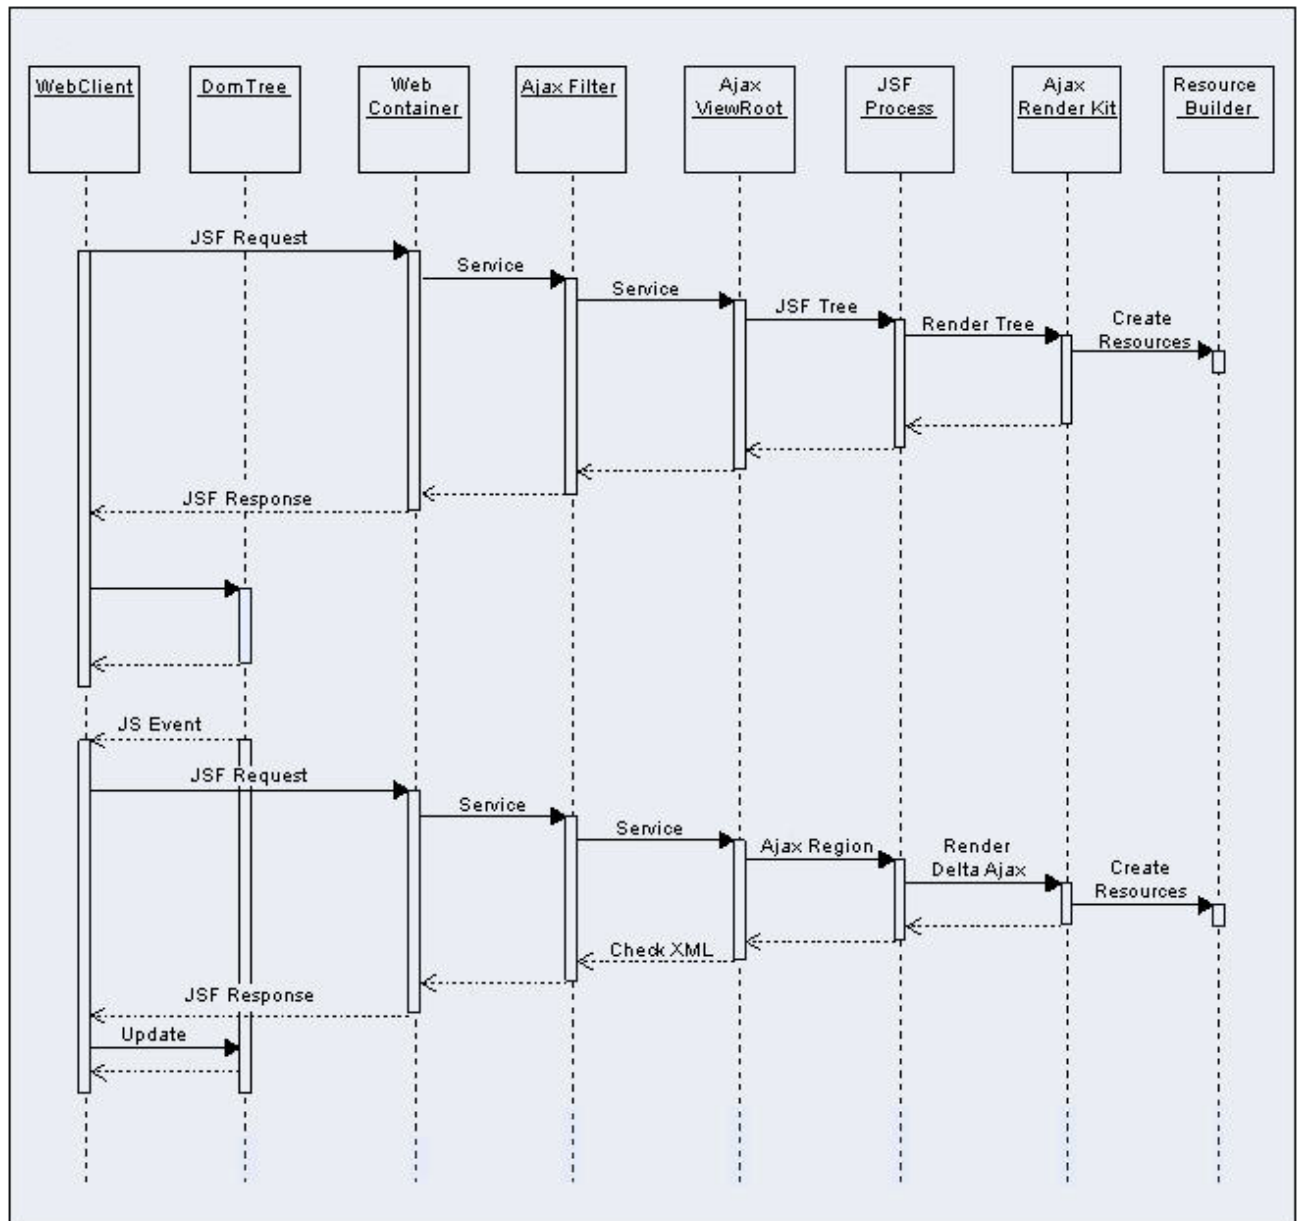 WebClient
DomTree
Web
Container
Ajax Filter
Ajax
ViewRoot
JSF
Process
Ajax
Render Kit
Resource
Builder
JSF Request
Service
Service
JSF Tree
Render Tree
Create
Resources
JSF Response
JS Event
JSF Request
Service
Service
Ajax Region
Render
Delta Ajax
Create
Resources
Check XML
JSF Response
Update